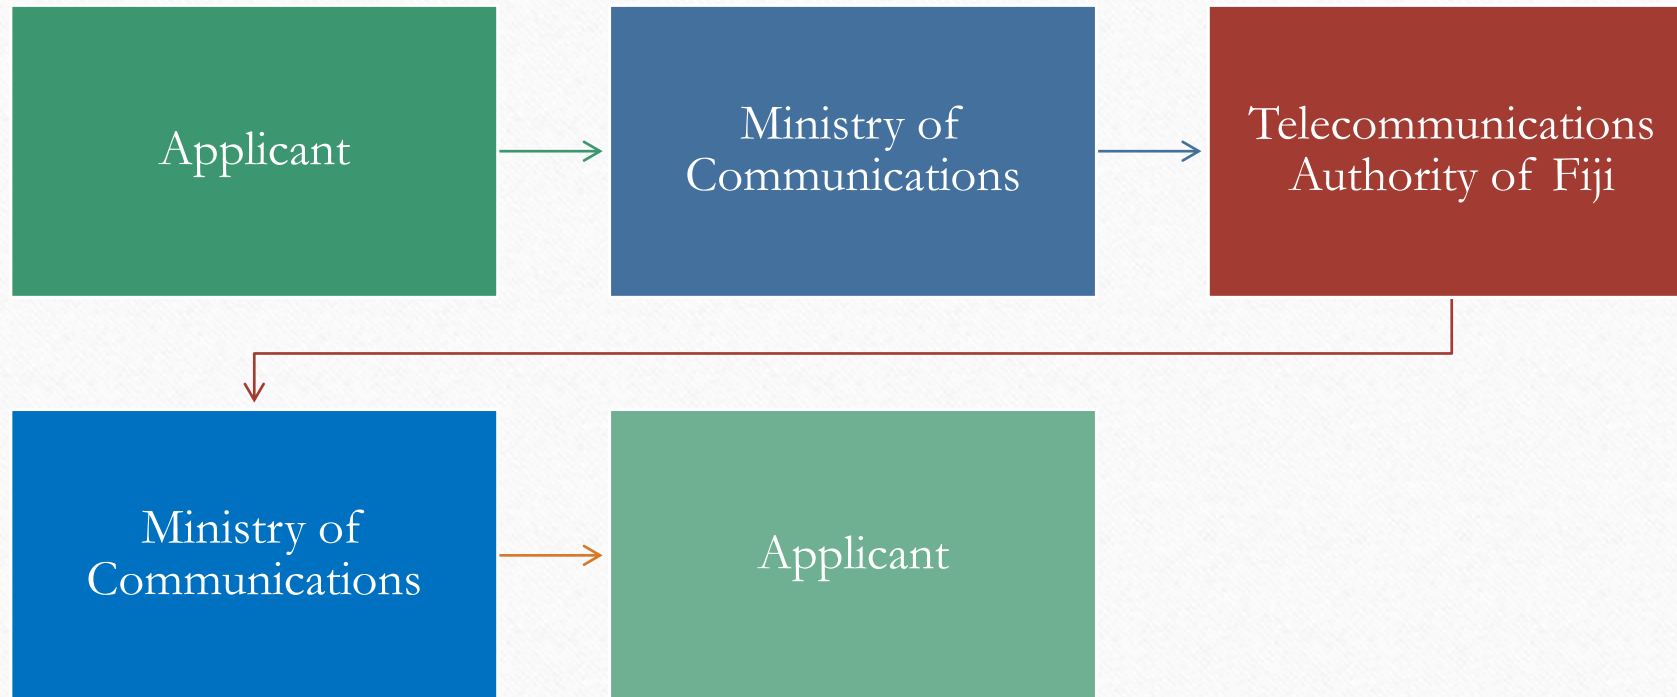 Applicant
Ministry of
Communications
Telecommunications
Authority of Fiji
Ministry of
Communications
Applicant